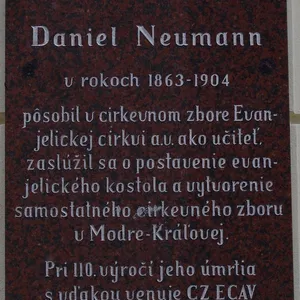 Daniel Neumann
v rokoch 1863-1904
pôsobil v cirkevnom zbore Evan-
jelickej cirkvi a.v. ako učiteľ,
zaslúžil sa o postavenie evan-
jelického kostola a vytvorenie
samostatného cirkevného zboru
v Modre-Kráľovej.
Pri 110. výročí jeho úmrtia
s vďakou venuje CZ ECAV